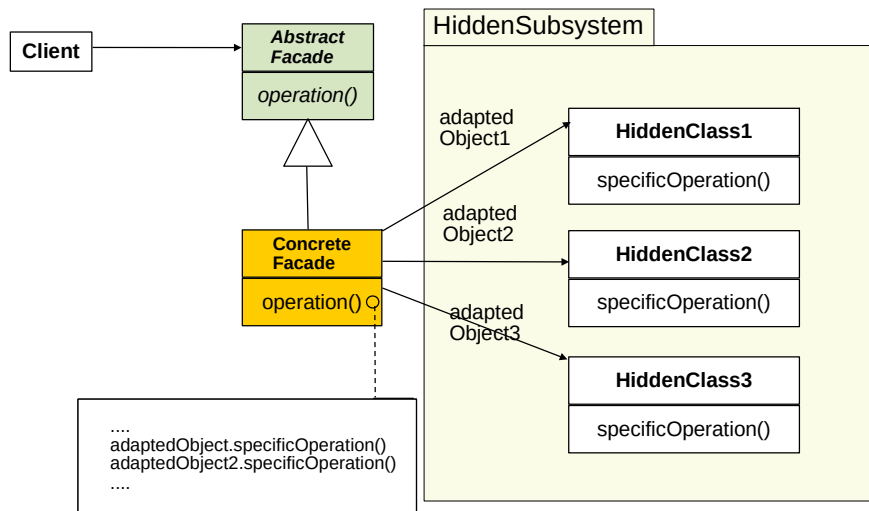 Client
Abstract
Facade
operation()
HiddenSubsystem
adapted
Object1
HiddenClass1
specificOperation()
adapted
Object2
Concrete
Facade
operation()
HiddenClass2
specificOperation()
adapted
Object3
HiddenClass3
specificOperation()
....
adaptedObject.specificOperation()
adaptedObject2.specificOperation()
....